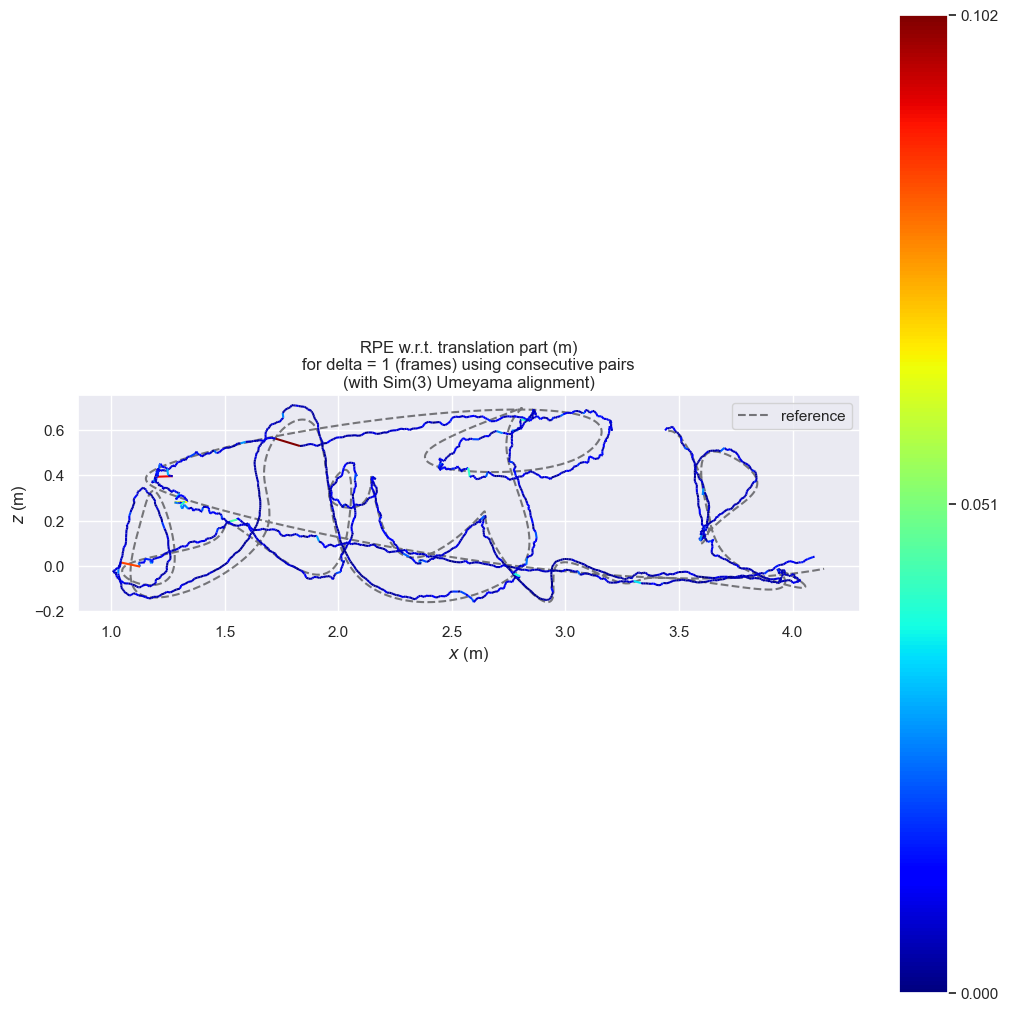 RPE w.r.t. translation part (m)
for delta = 1 (frames) using consecutive pairs
(with Sim(3) Umeyama alignment)
reference
0.6
0.4
0.2
0.0
−0.2
z (m)
1.0 1.5 2.0 2.5 3.0 3.5 4.0
x (m)
0.102
0.051
0.000